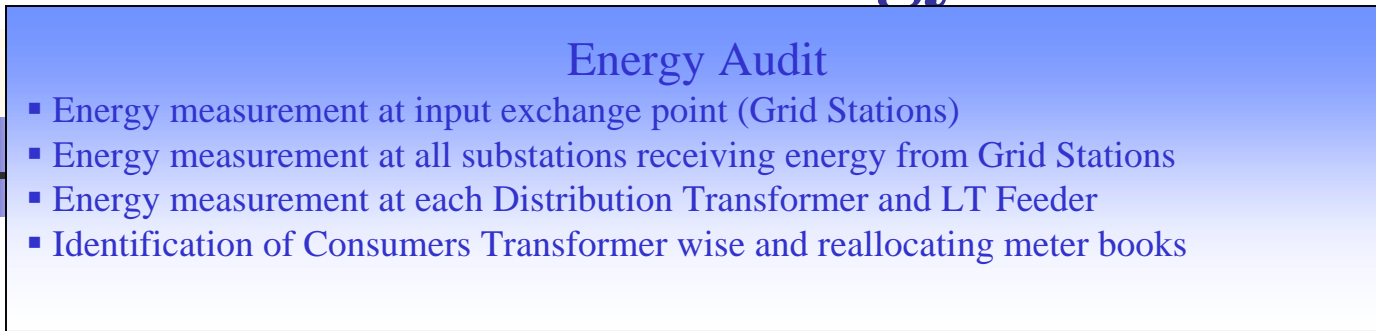 Energy Audit
▪ Energy measurement at input exchange point (Grid Stations)
▪ Energy measurement at all substations receiving energy from Grid Stations
▪ Energy measurement at each Distribution Transformer and LT Feeder
▪ Identification of Consumers Transformer wise and reallocating meter books